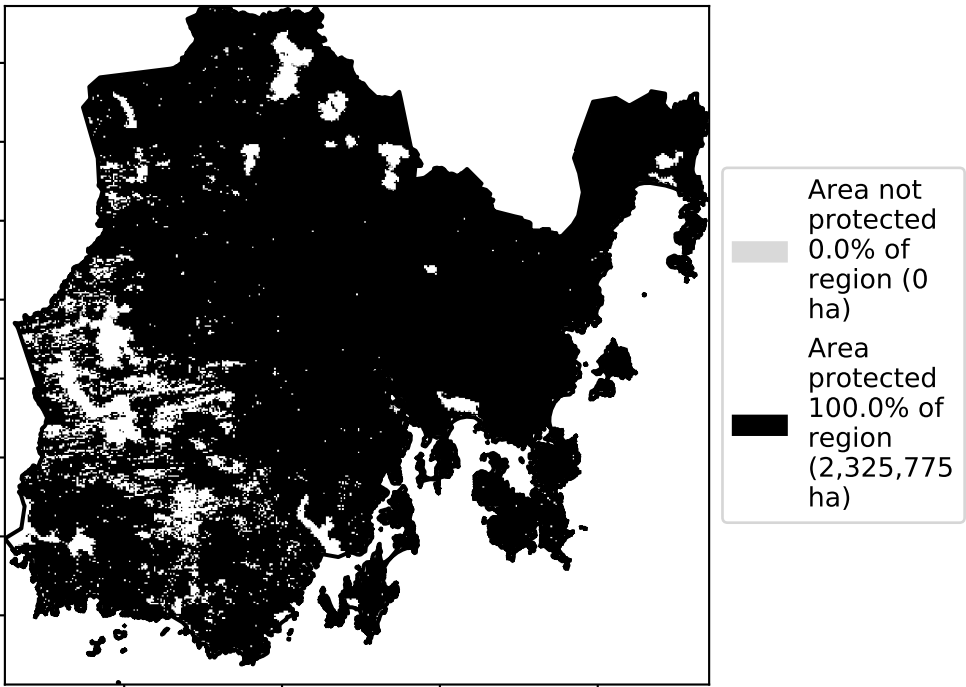 Area not
protected
0.0% of
region (0
ha)
Area
protected
100.0% of
region
(2,325,775
ha)